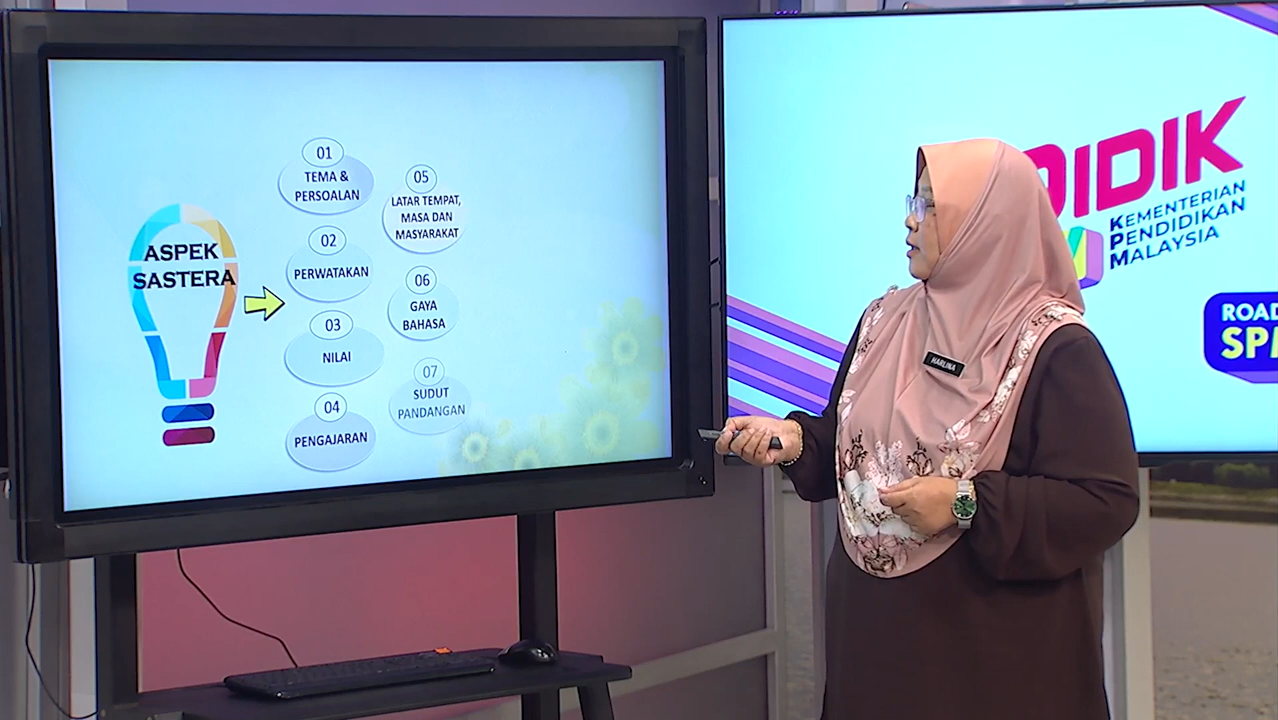 ASPEK
SASTERA
01
TEMA &
PERSOALAN
02
PERWATAKAN
03
NILAI
04
PENGAJARAN
05
LATAR TEMPAT,
MASA DAN
MASYARAKAT
06
GAYA
BAHASA
07
SUDUT
PANDANGAN
HARLINA
DIDIK
KEMENTERIAN
PENDIDIKAN
MALAYSIA
ROAD